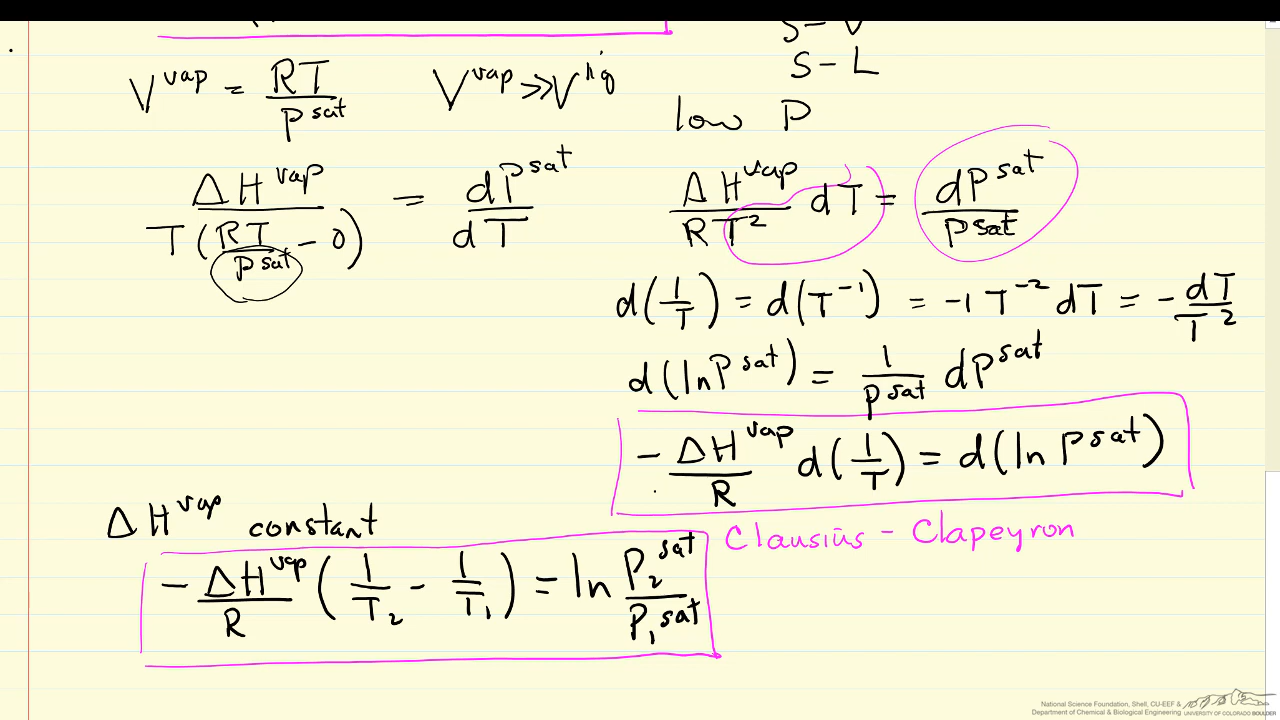 S - V
S - L
V^vap = RT/P^sat    V^vap >> V^liq
low P
ΔH^vap / T(RT/P^sat - 0) = dP^sat/dT
ΔH^vap/RT² dT = dP^sat/P^sat
d(1/T) = d(T^-1) = -1 T^-2 dT = - dT/T²
d(ln P^sat) = 1/P^sat dP^sat
- ΔH^vap/R d(1/T) = d(ln P^sat)
Clausius - Clapeyron
ΔH^vap constant
- ΔH^vap/R (1/T₂ - 1/T₁) = ln P₂^sat/P₁^sat
National Science Foundation, Shell, CU-EEF &
Department of Chemical & Biological Engineering
UNIVERSITY OF COLORADO BOULDER